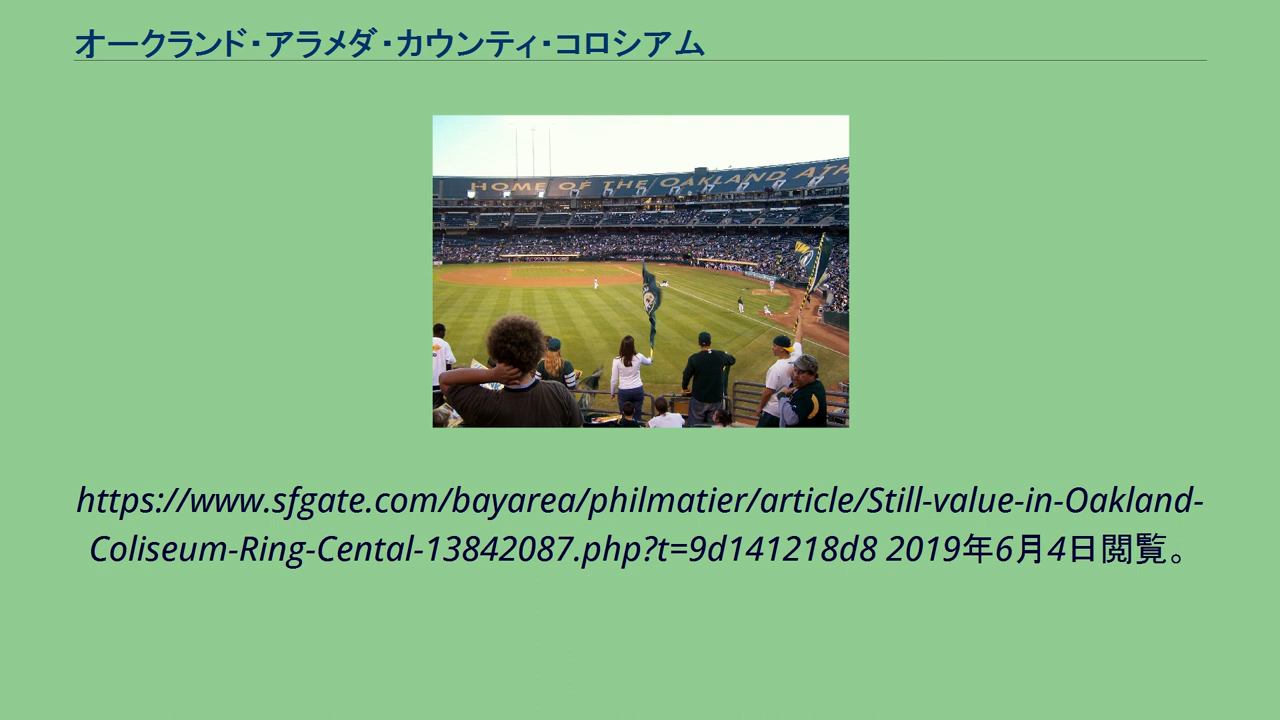 オークランド・アラメダ・カウンティ・コロシアム
HOME OF THE OAKLAND ATH
https://www.sfgate.com/bayarea/philmatier/article/Still-value-in-Oakland-
Coliseum-Ring-Cental-13842087.php?t=9d141218d8 2019年6月4日閲覧。